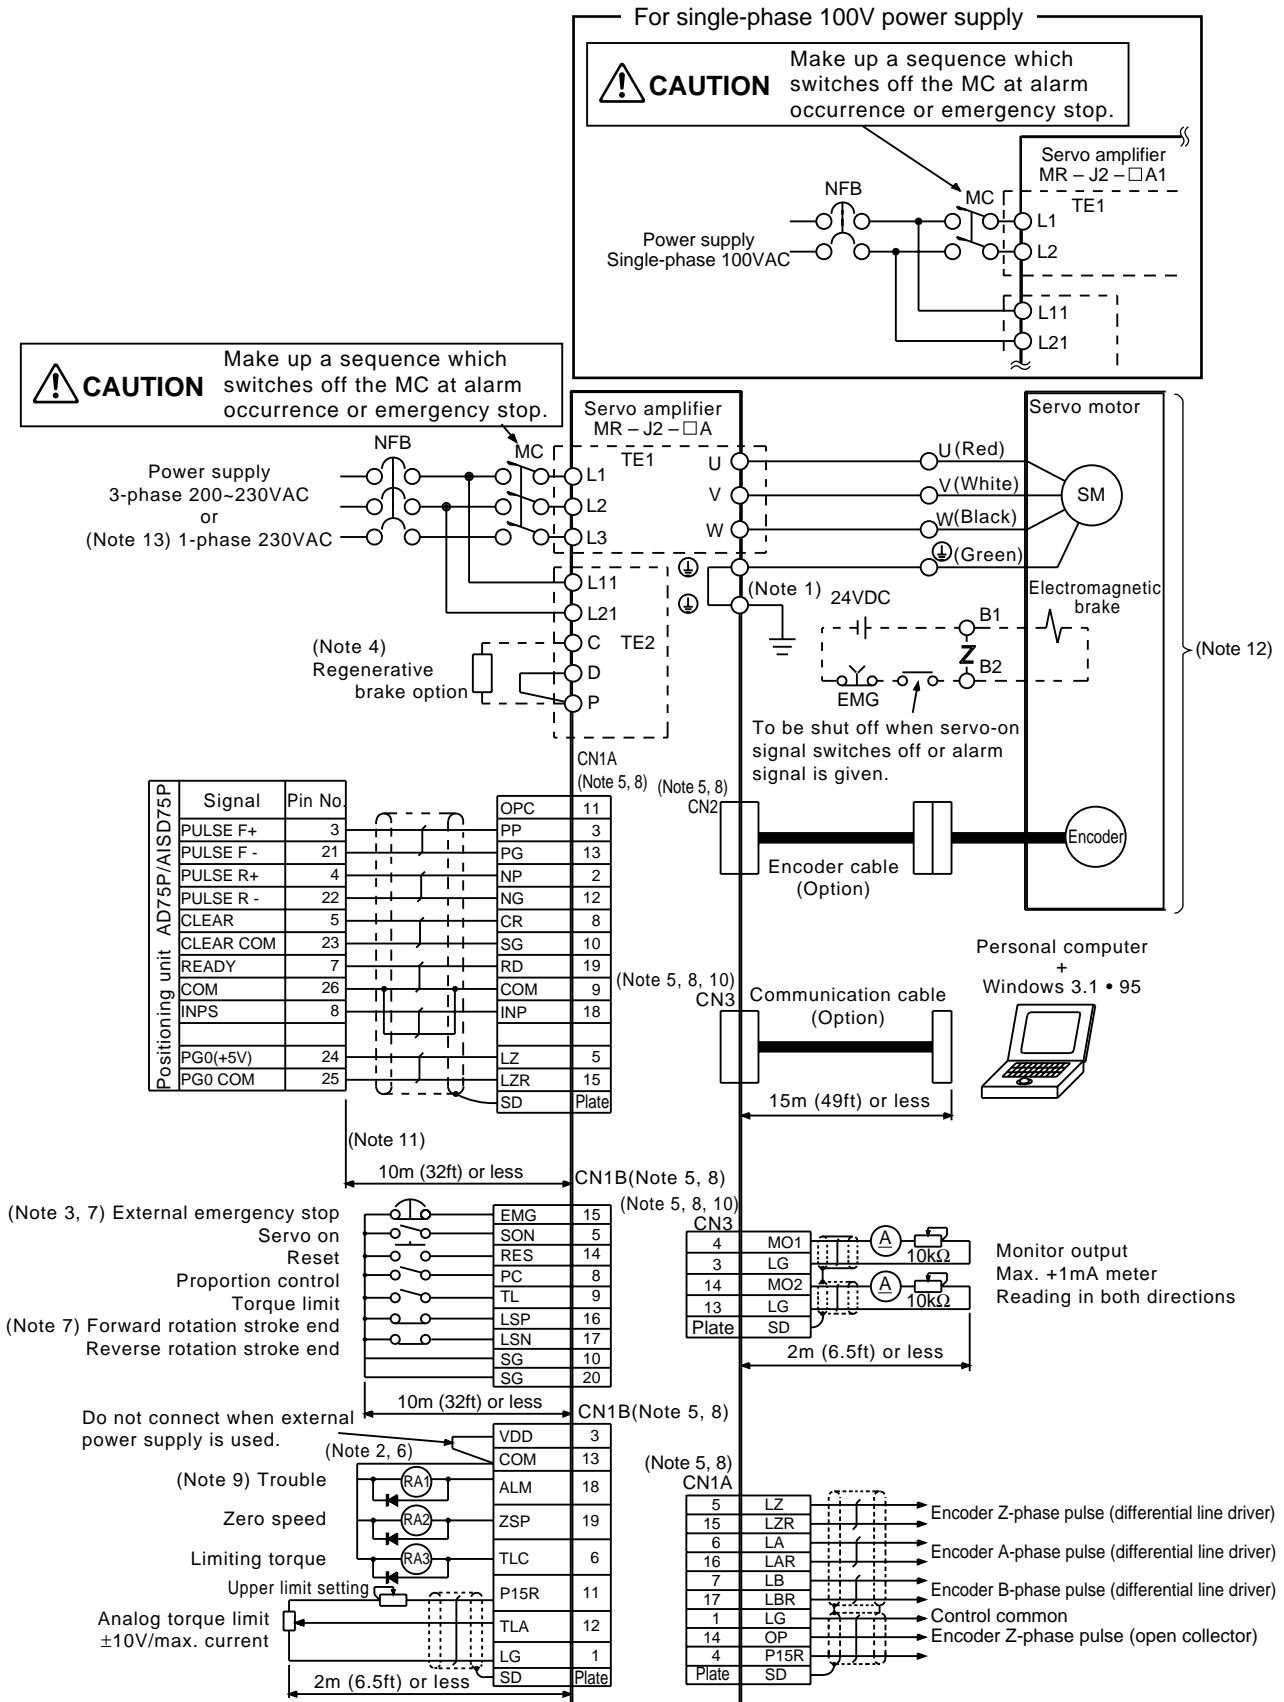 For single-phase 100V power supply
CAUTION
Make up a sequence which
switches off the MC at alarm
occurrence or emergency stop.
Servo amplifier
MR – J2 – □ A1
NFB
MC
TE1
L1
Power supply
Single-phase 100VAC
L2
L11
L21
CAUTION
Make up a sequence which
switches off the MC at alarm
occurrence or emergency stop.
Servo amplifier
MR – J2 – □ A
Servo motor
NFB
MC
TE1
Power supply
3-phase 200~230VAC
or
(Note 13) 1-phase 230VAC
L1
L2
L3
U
V
W
U (Red)
V (White)
W (Black)
(Green)
SM
L11
L21
C
TE2
D
P
(Note 1)
(Note 4)
Regenerative
brake option
24VDC
Electromagnetic
brake
B1
Z
B2
EMG
(Note 12)
To be shut off when servo-on
signal switches off or alarm
signal is given.
CN1A
(Note 5, 8)
(Note 5, 8)
CN2
Encoder
Encoder cable
(Option)
Positioning unit AD75P/AISD75P
Signal Pin No.
OPC 11
PULSE F+ 3 PP 3
PULSE F - 21 PG 13
PULSE R+ 4 NP 2
PULSE R - 22 NG 12
CLEAR 5 CR 8
CLEAR COM 23 SG 10
READY 7 RD 19
COM 26 COM 9
INPS 8 INP 18
PG0(+5V) 24 LZ 5
PG0 COM 25 LZR 15
SD Plate
(Note 5, 8, 10)
CN3
Communication cable
(Option)
Personal computer
+
Windows 3.1 • 95
15m (49ft) or less
(Note 11)
10m (32ft) or less
CN1B(Note 5, 8)
(Note 3, 7) External emergency stop EMG 15
Servo on SON 5
Reset RES 14
Proportion control PC 8
Torque limit TL 9
(Note 7) Forward rotation stroke end LSP 16
Reverse rotation stroke end LSN 17
SG 10
SG 20
10m (32ft) or less
(Note 5, 8, 10)
CN3
4 MO1 A 10kΩ
3 LG
14 MO2 A 10kΩ
13 LG
Plate SD
2m (6.5ft) or less
Monitor output
Max. +1mA meter
Reading in both directions
CN1B(Note 5, 8)
Do not connect when external
power supply is used.
(Note 2, 6)
VDD 3
COM 13
(Note 9) Trouble RA1 ALM 18
Zero speed RA2 ZSP 19
Limiting torque RA3 TLC 6
Upper limit setting P15R 11
Analog torque limit
±10V/max. current
TLA 12
LG 1
SD Plate
2m (6.5ft) or less
(Note 5, 8)
CN1A
5 LZ
15 LZR
Encoder Z-phase pulse (differential line driver)
6 LA
16 LAR
Encoder A-phase pulse (differential line driver)
7 LB
17 LBR
Encoder B-phase pulse (differential line driver)
1 LG Control common
14 OP Encoder Z-phase pulse (open collector)
4 P15R
Plate SD